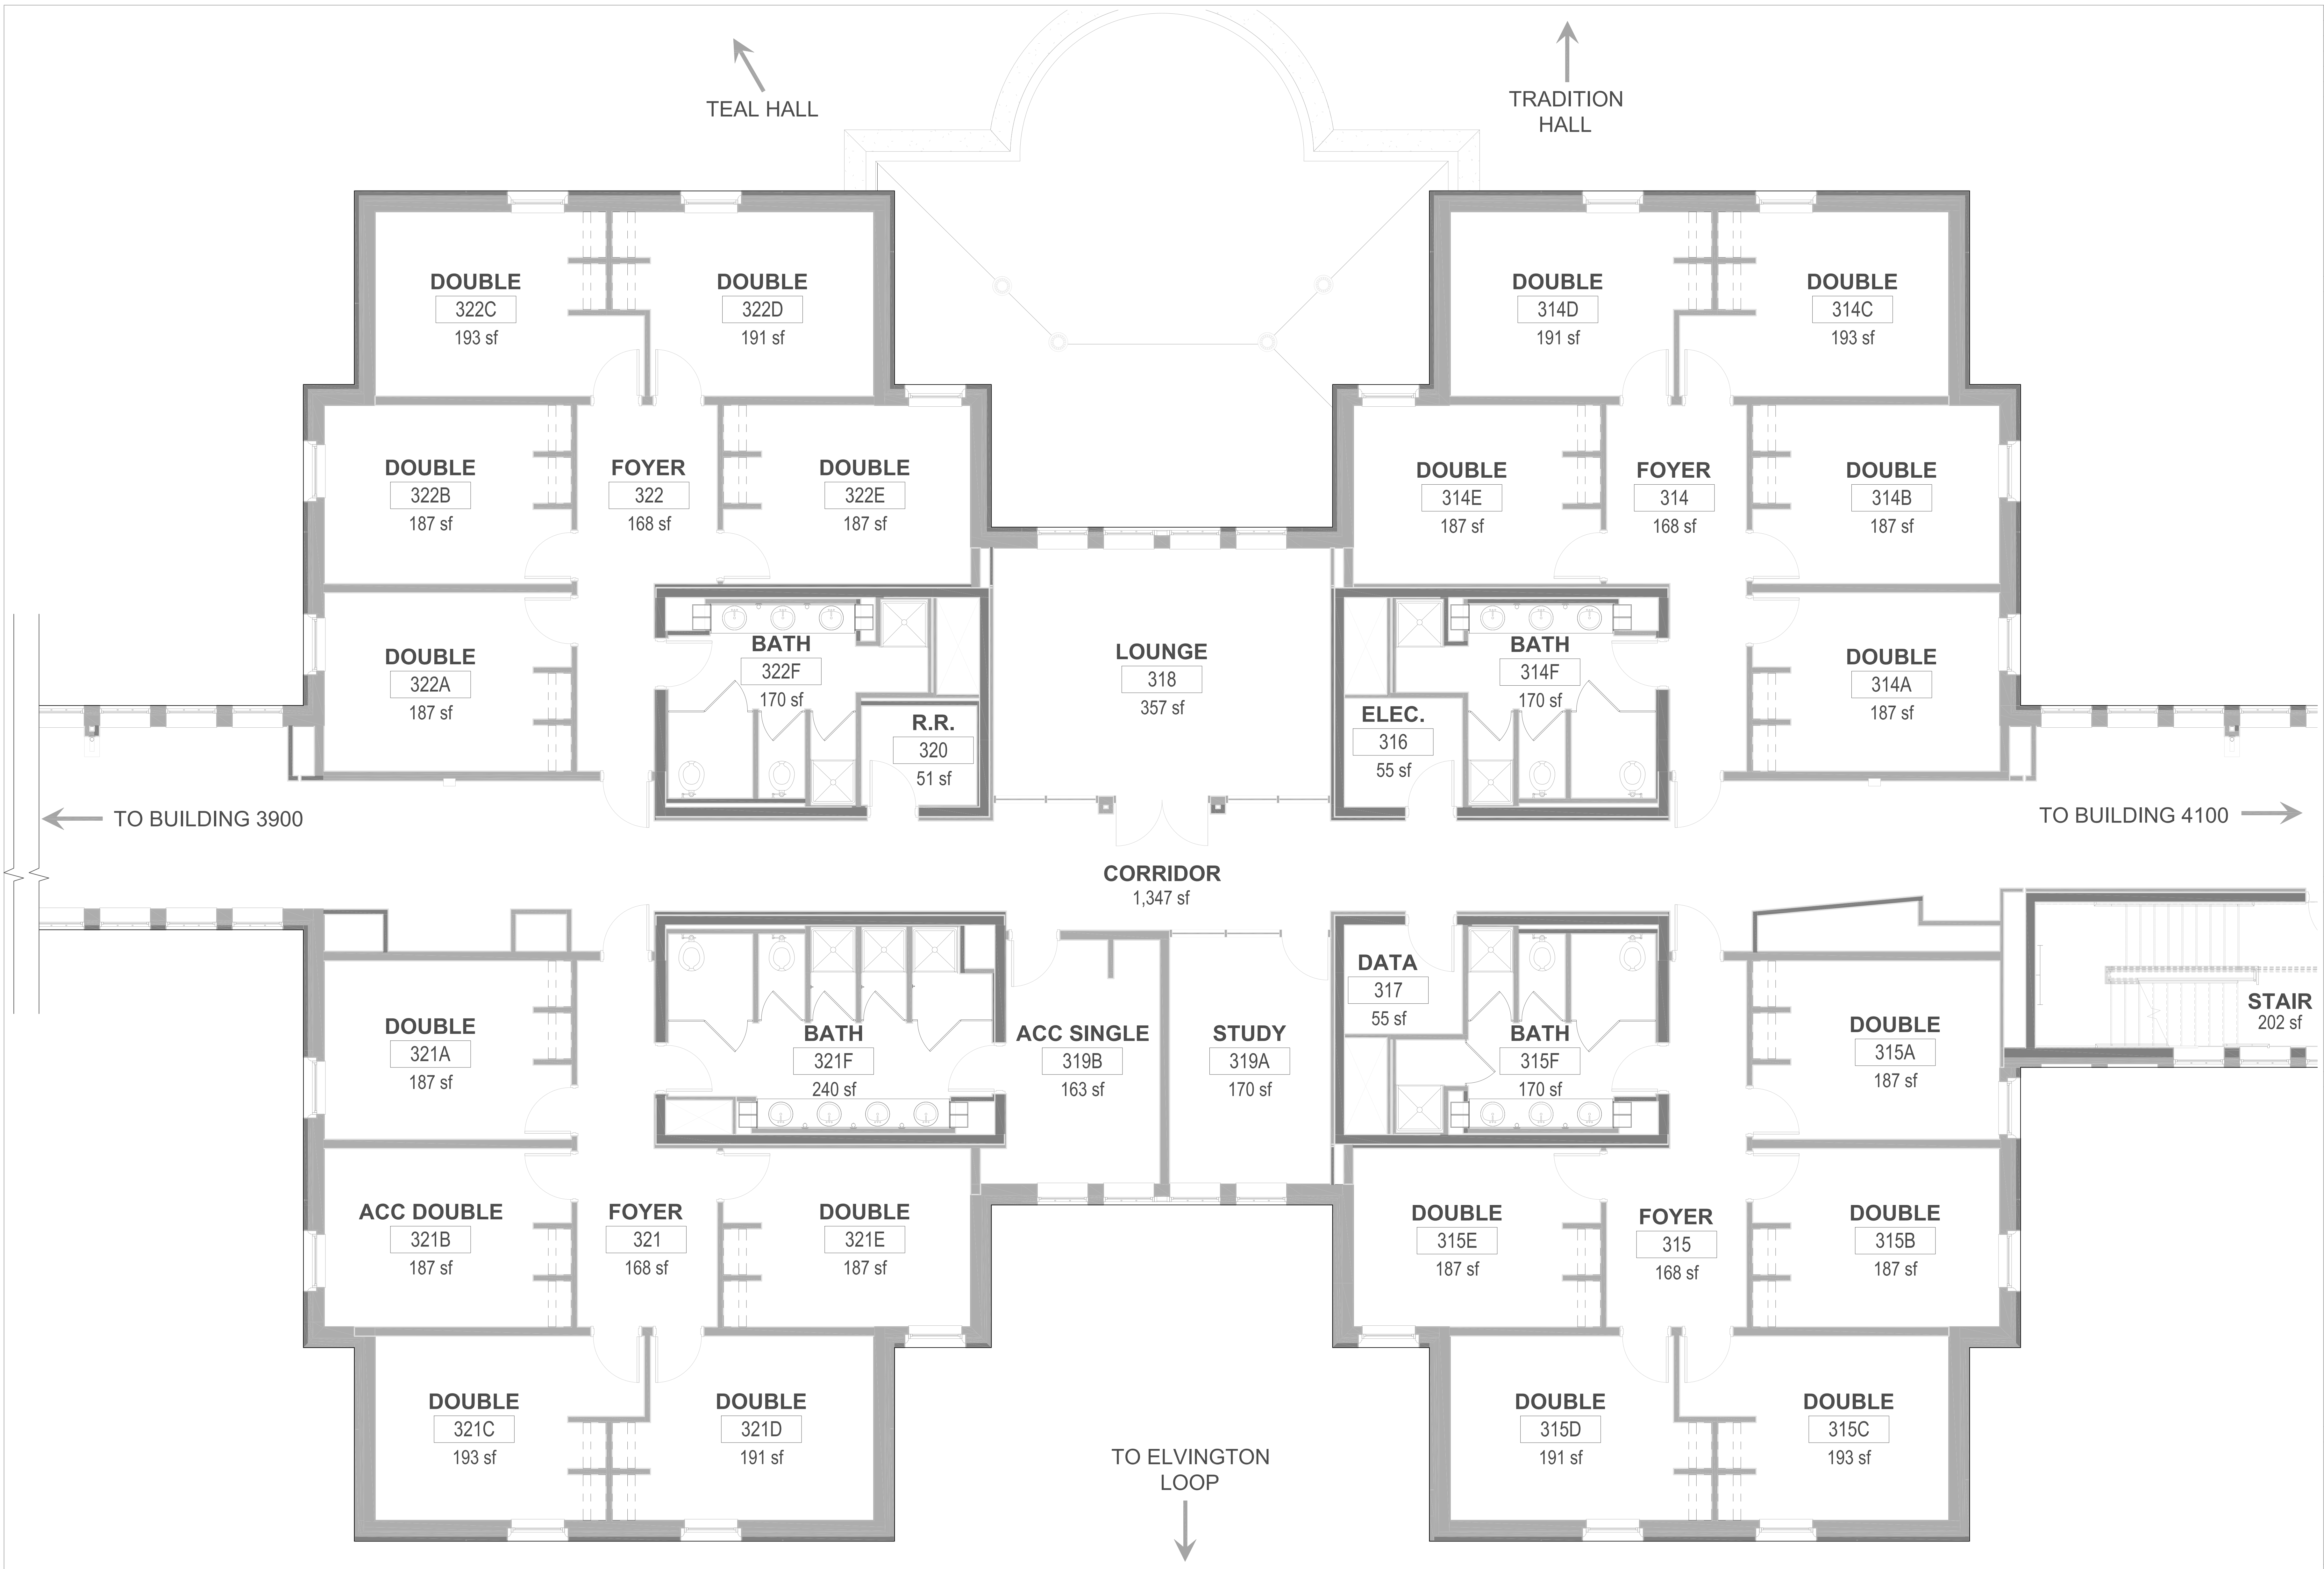 TEAL HALL
TRADITION
HALL
DOUBLE
322C
193 sf
DOUBLE
322D
191 sf
DOUBLE
314D
191 sf
DOUBLE
314C
193 sf
DOUBLE
322B
187 sf
FOYER
322
168 sf
DOUBLE
322E
187 sf
DOUBLE
314E
187 sf
FOYER
314
168 sf
DOUBLE
314B
187 sf
DOUBLE
322A
187 sf
BATH
322F
170 sf
R.R.
320
51 sf
LOUNGE
318
357 sf
ELEC.
316
55 sf
BATH
314F
170 sf
DOUBLE
314A
187 sf
TO BUILDING 3900
TO BUILDING 4100
CORRIDOR
1,347 sf
DOUBLE
321A
187 sf
BATH
321F
240 sf
ACC SINGLE
319B
163 sf
STUDY
319A
170 sf
DATA
317
55 sf
BATH
315F
170 sf
DOUBLE
315A
187 sf
STAIR
202 sf
ACC DOUBLE
321B
187 sf
FOYER
321
168 sf
DOUBLE
321E
187 sf
DOUBLE
315E
187 sf
FOYER
315
168 sf
DOUBLE
315B
187 sf
DOUBLE
321C
193 sf
DOUBLE
321D
191 sf
DOUBLE
315D
191 sf
DOUBLE
315C
193 sf
TO ELVINGTON
LOOP